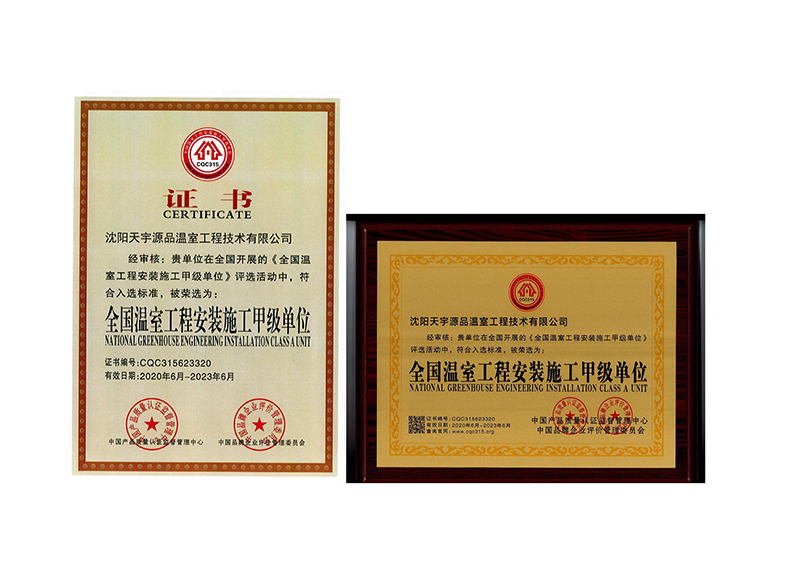 CQC315
证书
CERTIFICATE
沈阳天宇源品温室工程技术有限公司
经审核：贵单位在全国开展的《全国温
室工程安装施工甲级单位》评选活动中，符
合入选标准，被荣选为：
全国温室工程安装施工甲级单位
NATIONAL GREENHOUSE ENGINEERING INSTALLATION CLASS A UNIT
证书编号:CQC315623320
有效日期:2020年6月-2023年6月
中国产品质量认证监督管理中心
中国品牌企业评价管理委员会
CQC315
沈阳天宇源品温室工程技术有限公司
经审核：贵单位在全国开展的《全国温室工程安装施工甲级单位》
评选活动中，符合入选标准，被荣选为：
全国温室工程安装施工甲级单位
NATIONAL GREENHOUSE ENGINEERING INSTALLATION CLASS A UNIT
证书编号:CQC315623320
有效日期:2020年6月-2023年6月
查询官网:www.cqc315.org
中国产品质量认证监督管理中心
中国品牌企业评价管理委员会